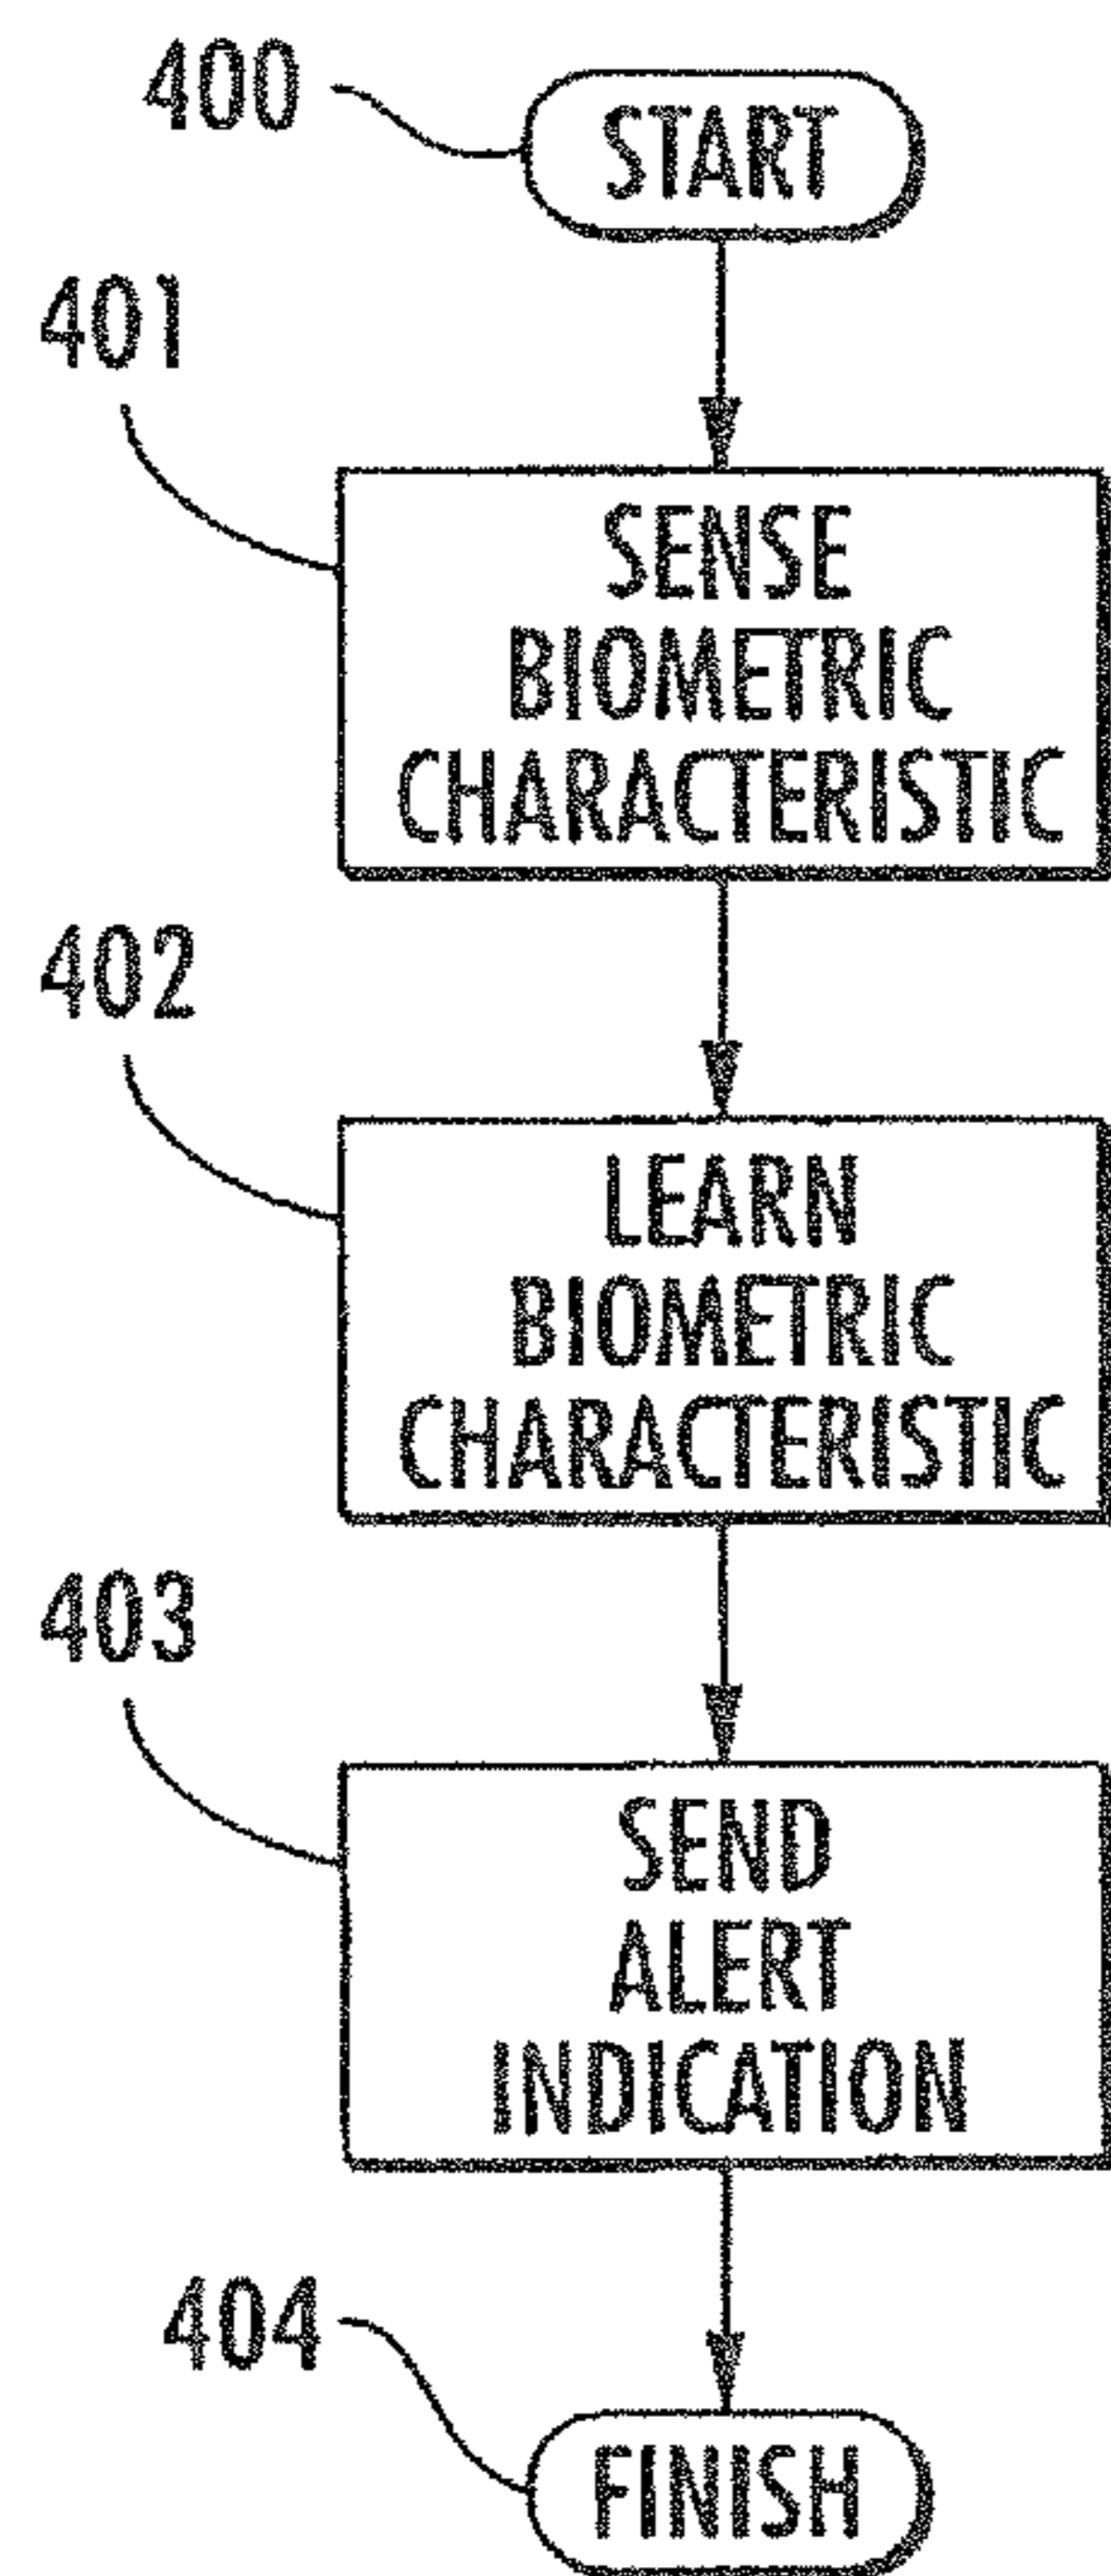 400
START
401
SENSE
BIOMETRIC
CHARACTERISTIC
402
LEARN
BIOMETRIC
CHARACTERISTIC
403
SEND
ALERT
INDICATION
404
FINISH